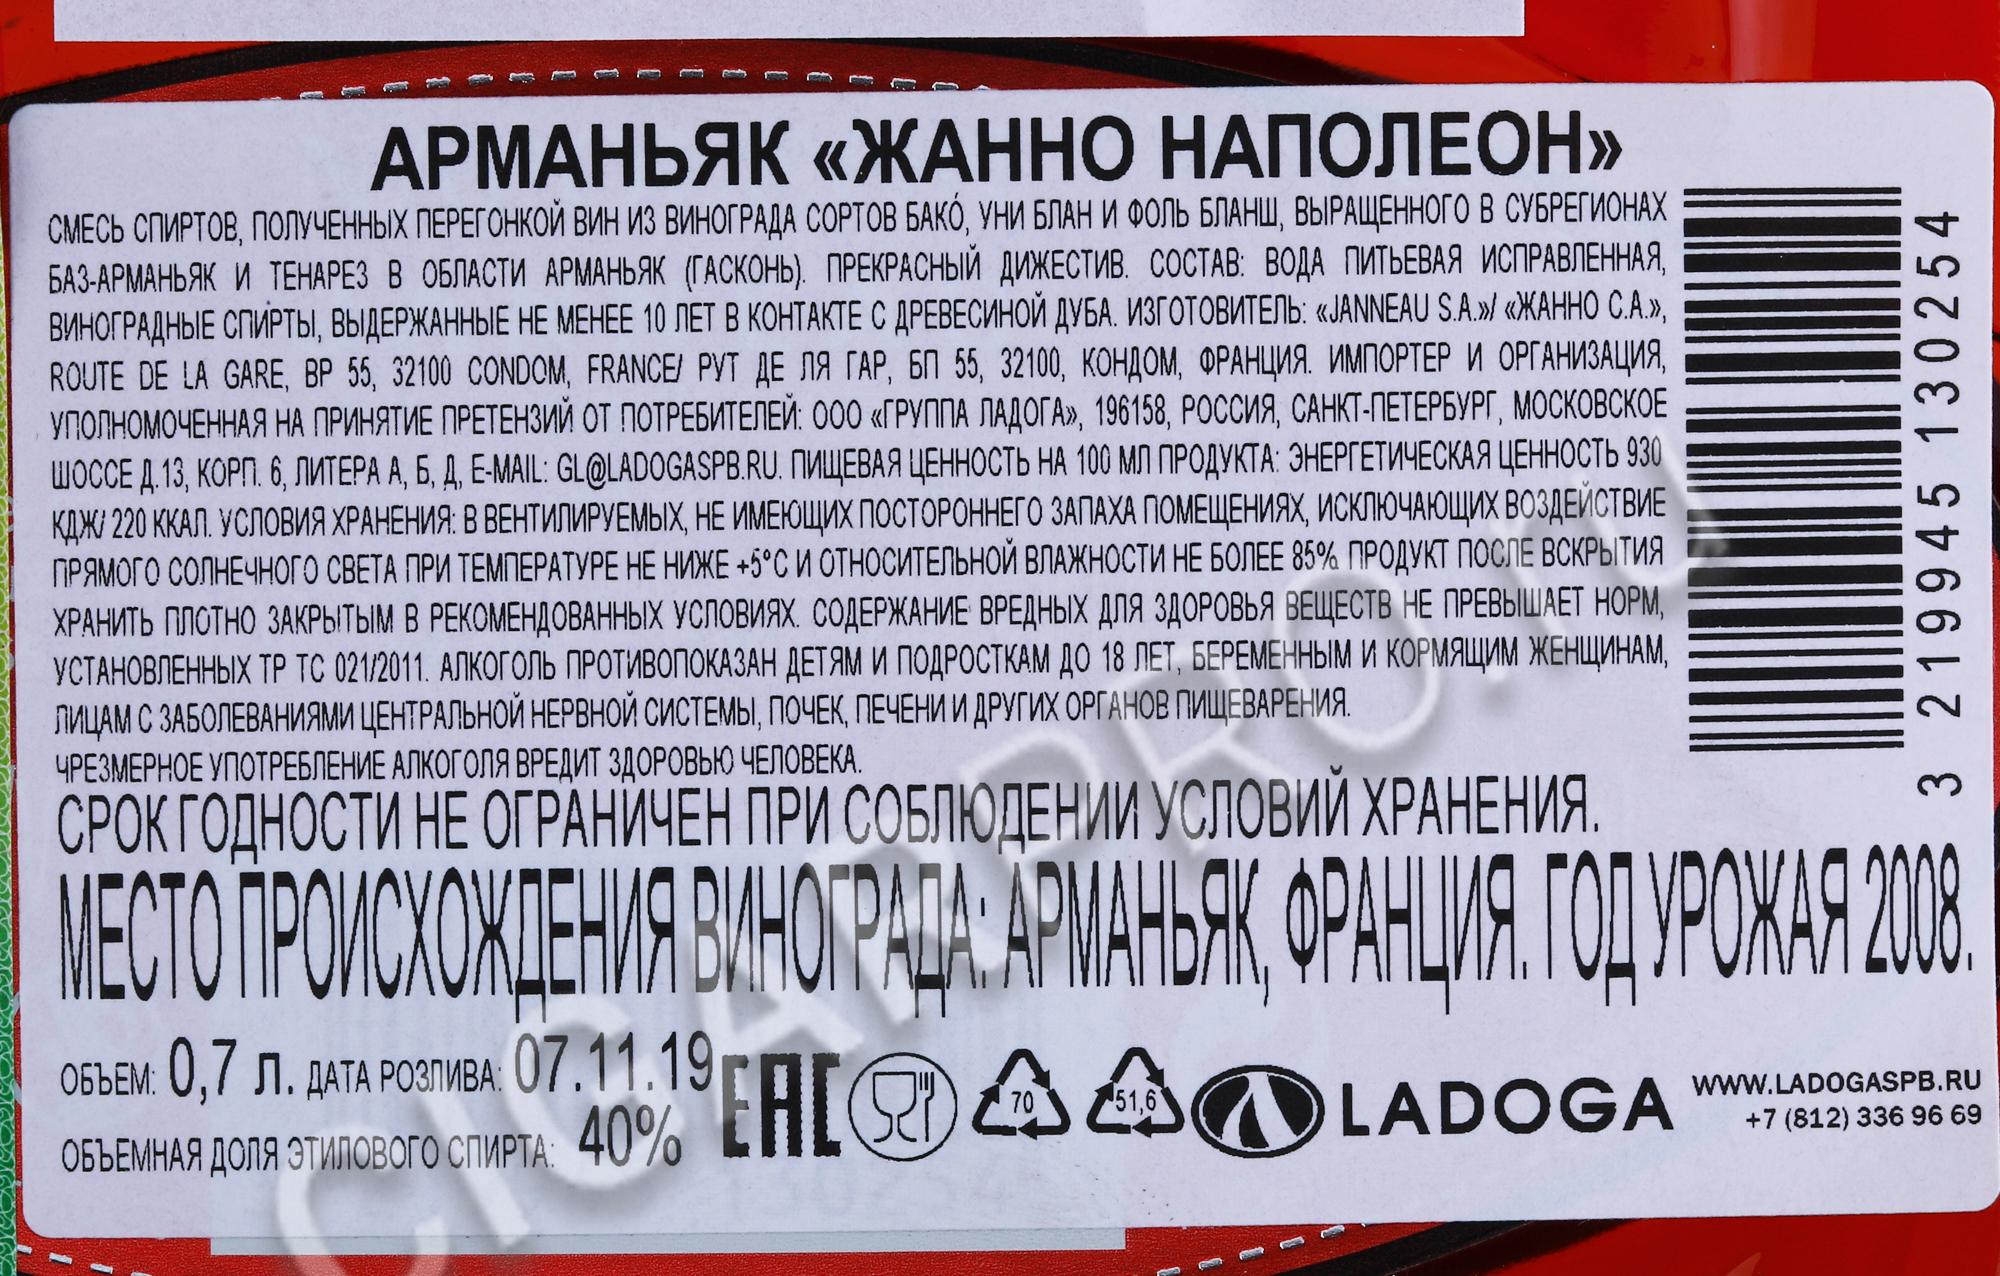 АРМАНЬЯК «ЖАННО НАПОЛЕОН»
СМЕСЬ СПИРТОВ, ПОЛУЧЕННЫХ ПЕРЕГОНКОЙ ВИН ИЗ ВИНОГРАДА СОРТОВ БАКО́, УНИ БЛАН И ФОЛЬ БЛАНШ, ВЫРАЩЕННОГО В СУБРЕГИОНАХ
БАЗ-АРМАНЬЯК И ТЕНАРЕЗ В ОБЛАСТИ АРМАНЬЯК (ГАСКОНЬ). ПРЕКРАСНЫЙ ДИЖЕСТИВ. СОСТАВ: ВОДА ПИТЬЕВАЯ ИСПРАВЛЕННАЯ,
ВИНОГРАДНЫЕ СПИРТЫ, ВЫДЕРЖАННЫЕ НЕ МЕНЕЕ 10 ЛЕТ В КОНТАКТЕ С ДРЕВЕСИНОЙ ДУБА. ИЗГОТОВИТЕЛЬ: «JANNEAU S.A.»/ «ЖАННО С.А.»,
ROUTE DE LA GARE, BP 55, 32100 CONDOM, FRANCE/ РУТ ДЕ ЛЯ ГАР, БП 55, 32100, КОНДОМ, ФРАНЦИЯ. ИМПОРТЕР И ОРГАНИЗАЦИЯ,
УПОЛНОМОЧЕННАЯ НА ПРИНЯТИЕ ПРЕТЕНЗИЙ ОТ ПОТРЕБИТЕЛЕЙ: ООО «ГРУППА ЛАДОГА», 196158, РОССИЯ, САНКТ-ПЕТЕРБУРГ, МОСКОВСКОЕ
ШОССЕ Д.13, КОРП. 6, ЛИТЕРА А, Б, Д, E-MAIL: GL@LADOGASPB.RU. ПИЩЕВАЯ ЦЕННОСТЬ НА 100 МЛ ПРОДУКТА: ЭНЕРГЕТИЧЕСКАЯ ЦЕННОСТЬ 930
КДЖ/ 220 ККАЛ. УСЛОВИЯ ХРАНЕНИЯ: В ВЕНТИЛИРУЕМЫХ, НЕ ИМЕЮЩИХ ПОСТОРОННЕГО ЗАПАХА ПОМЕЩЕНИЯХ, ИСКЛЮЧАЮЩИХ ВОЗДЕЙСТВИЕ
ПРЯМОГО СОЛНЕЧНОГО СВЕТА ПРИ ТЕМПЕРАТУРЕ НЕ НИЖЕ +5°С И ОТНОСИТЕЛЬНОЙ ВЛАЖНОСТИ НЕ БОЛЕЕ 85% ПРОДУКТ ПОСЛЕ ВСКРЫТИЯ
ХРАНИТЬ ПЛОТНО ЗАКРЫТЫМ В РЕКОМЕНДОВАННЫХ УСЛОВИЯХ. СОДЕРЖАНИЕ ВРЕДНЫХ ДЛЯ ЗДОРОВЬЯ ВЕЩЕСТВ НЕ ПРЕВЫШАЕТ НОРМ,
УСТАНОВЛЕННЫХ ТР ТС 021/2011. АЛКОГОЛЬ ПРОТИВОПОКАЗАН ДЕТЯМ И ПОДРОСТКАМ ДО 18 ЛЕТ, БЕРЕМЕННЫМ И КОРМЯЩИМ ЖЕНЩИНАМ,
ЛИЦАМ С ЗАБОЛЕВАНИЯМИ ЦЕНТРАЛЬНОЙ НЕРВНОЙ СИСТЕМЫ, ПОЧЕК, ПЕЧЕНИ И ДРУГИХ ОРГАНОВ ПИЩЕВАРЕНИЯ.
ЧРЕЗМЕРНОЕ УПОТРЕБЛЕНИЕ АЛКОГОЛЯ ВРЕДИТ ЗДОРОВЬЮ ЧЕЛОВЕКА.
СРОК ГОДНОСТИ НЕ ОГРАНИЧЕН ПРИ СОБЛЮДЕНИИ УСЛОВИЙ ХРАНЕНИЯ.
МЕСТО ПРОИСХОЖДЕНИЯ ВИНОГРАДА: АРМАНЬЯК, ФРАНЦИЯ. ГОД УРОЖАЯ 2008.
ОБЪЕМ: 0,7 Л. ДАТА РОЗЛИВА: 07.11.19
ОБЪЕМНАЯ ДОЛЯ ЭТИЛОВОГО СПИРТА: 40%
EAC
70
51,6
LADOGA
WWW.LADOGASPB.RU
+7 (812) 336 96 69
3 219945 130254
CIGARPRO.ru